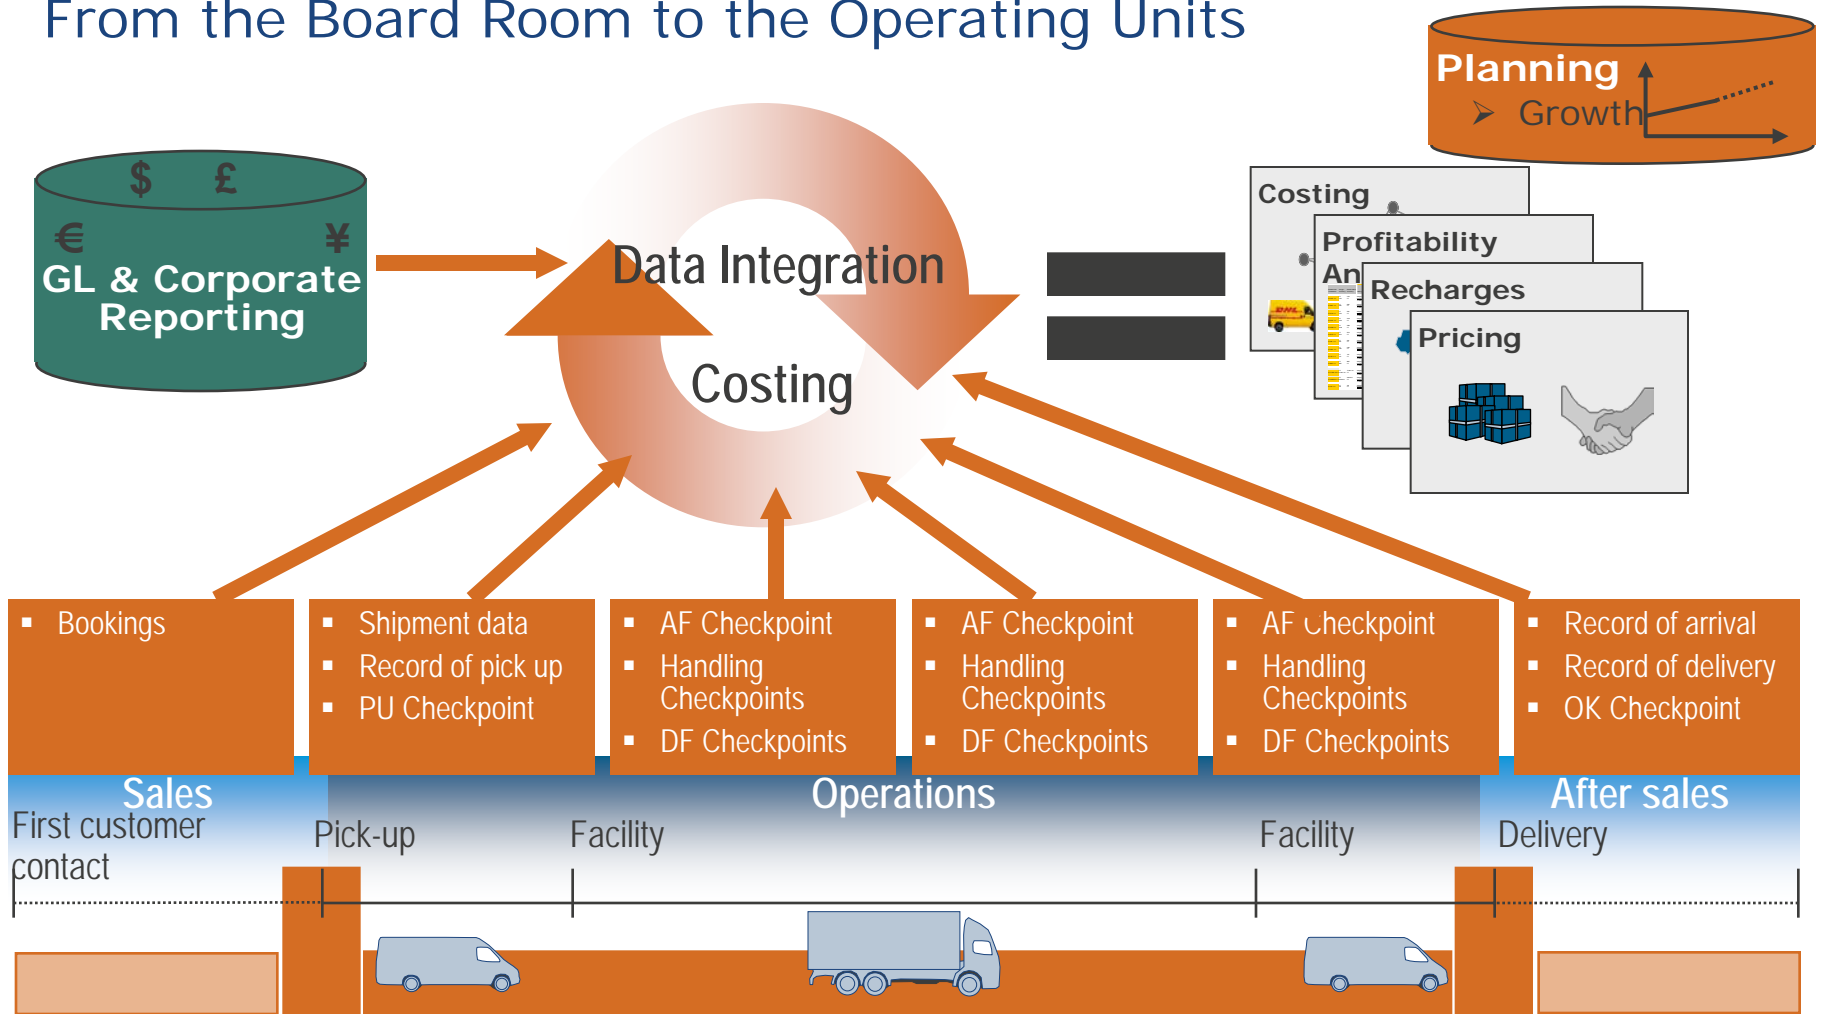 From the Board Room to the Operating Units
Planning
➢ Growth
$ £
€ ¥
GL & Corporate
Reporting
Data Integration
Costing
Costing
Profitability
An
Recharges
Pricing
▪ Bookings
▪ Shipment data
▪ Record of pick up
▪ PU Checkpoint
▪ AF Checkpoint
▪ Handling
Checkpoints
▪ DF Checkpoints
▪ AF Checkpoint
▪ Handling
Checkpoints
▪ DF Checkpoints
▪ AF Checkpoint
▪ Handling
Checkpoints
▪ DF Checkpoints
▪ Record of arrival
▪ Record of delivery
▪ OK Checkpoint
Sales
Operations
After sales
First customer
contact
Pick-up
Facility
Facility
Delivery
DHL